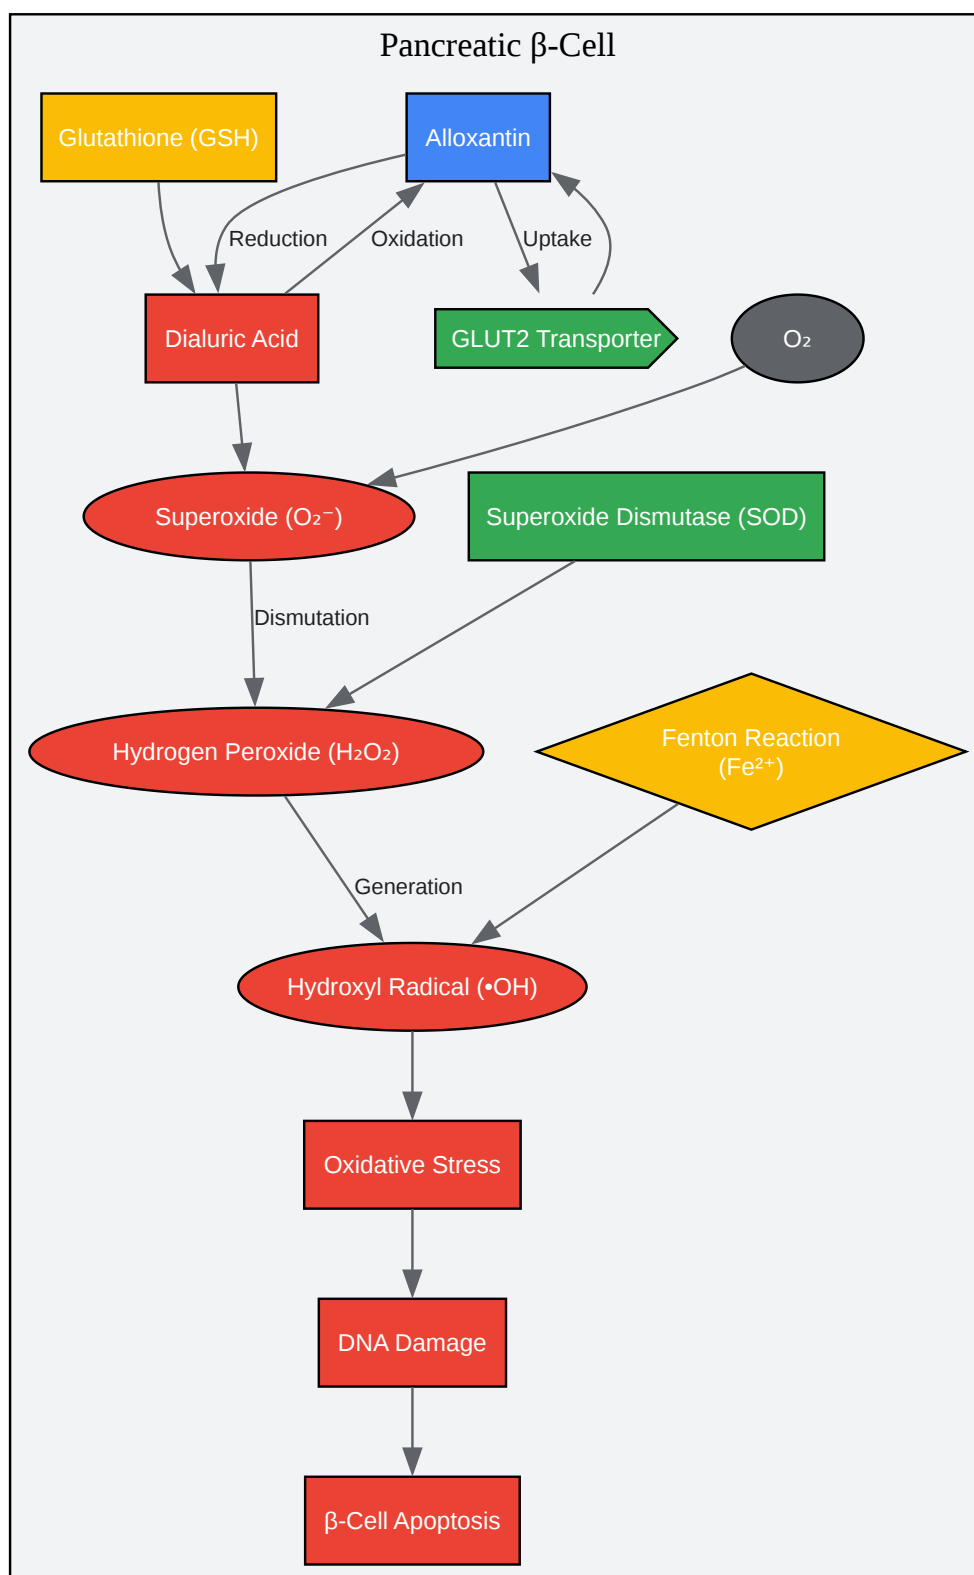 Pancreatic β-Cell
Glutathione (GSH)
Alloxantin
Reduction
Oxidation
Uptake
Dialuric Acid
GLUT2 Transporter
O₂
Superoxide (O₂⁻)
Superoxide Dismutase (SOD)
Dismutation
Hydrogen Peroxide (H₂O₂)
Fenton Reaction
(Fe²⁺)
Generation
Hydroxyl Radical (•OH)
Oxidative Stress
DNA Damage
β-Cell Apoptosis